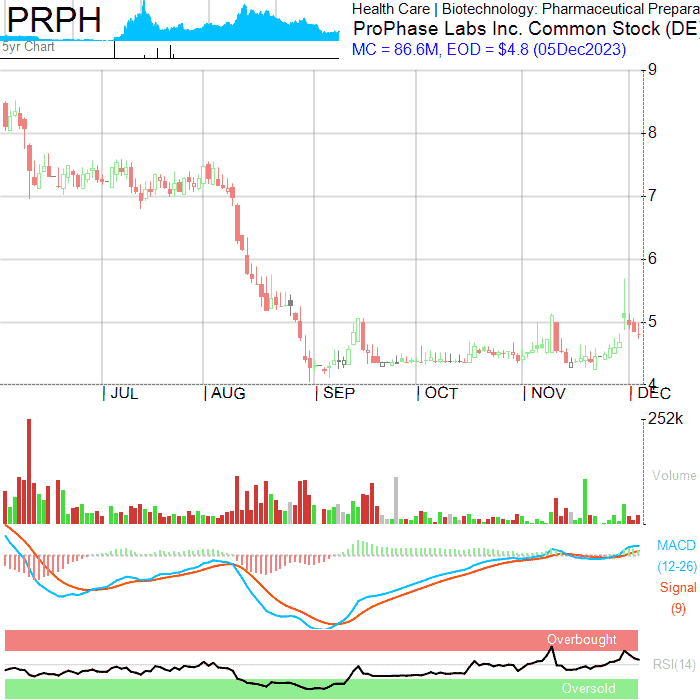 PRPH
5yr Chart
Health Care | Biotechnology: Pharmaceutical Prepara
ProPhase Labs Inc. Common Stock (DE)
MC = 86.6M, EOD = $4.8 (05Dec2023)
9
8
7
6
5
4
JUL AUG SEP OCT NOV DEC
252k
Volume
MACD
(12-26)
Signal
(9)
Overbought
RSI(14)
Oversold